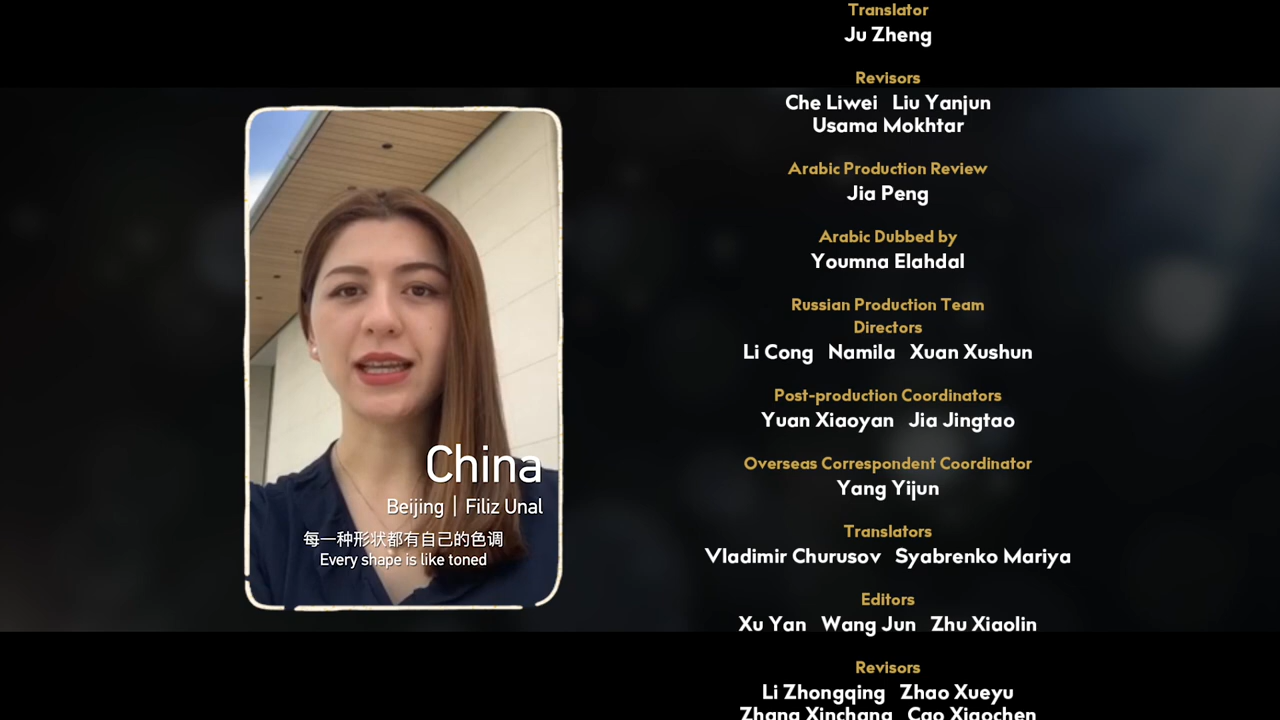 China
Beijing | Filiz Unal
每一种形状都有自己的色调
Every shape is like toned
Translator
Ju Zheng
Revisors
Che Liwei Liu Yanjun
Usama Mokhtar
Arabic Production Review
Jia Peng
Arabic Dubbed by
Youmna Elahdal
Russian Production Team
Directors
Li Cong Namila Xuan Xushun
Post-production Coordinators
Yuan Xiaoyan Jia Jingtao
Overseas Correspondent Coordinator
Yang Yijun
Translators
Vladimir Churusov Syabrenko Mariya
Editors
Xu Yan Wang Jun Zhu Xiaolin
Revisors
Li Zhongqing Zhao Xueyu
Zhang Xinchang Cao Xiaochen